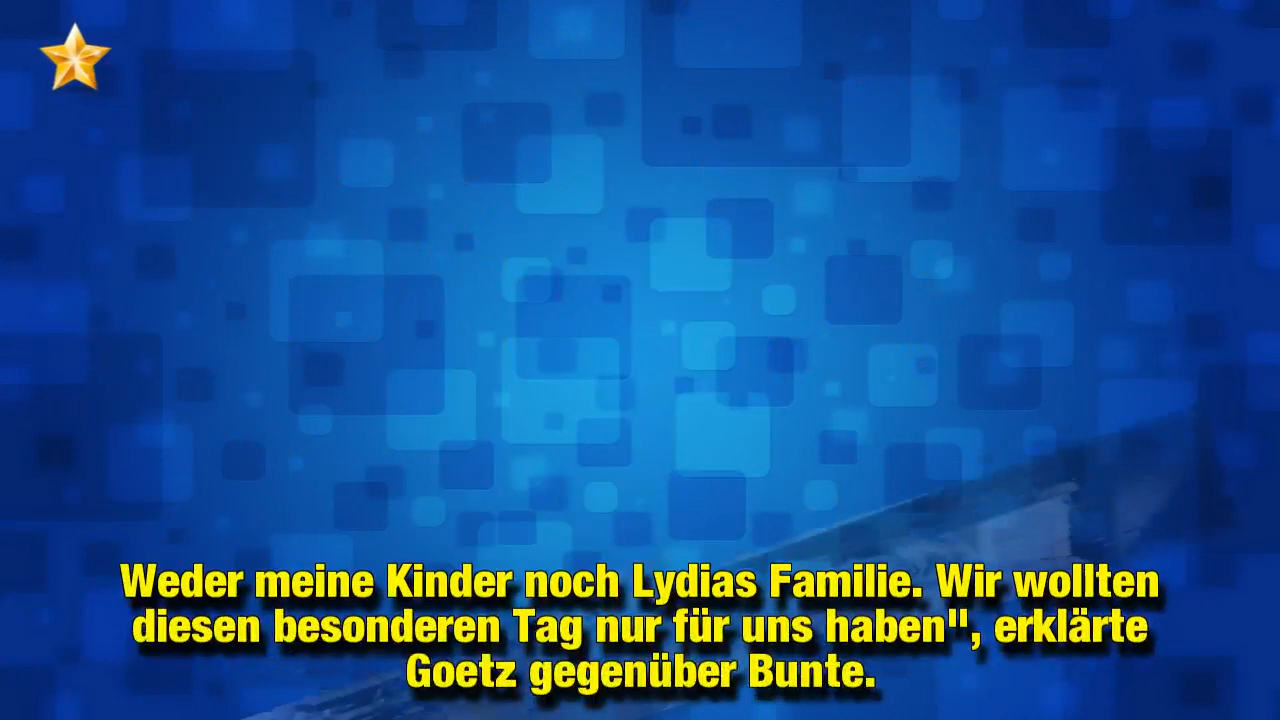 Weder meine Kinder noch Lydias Familie. Wir wollten
diesen besonderen Tag nur für uns haben", erklärte
Goetz gegenüber Bunte.